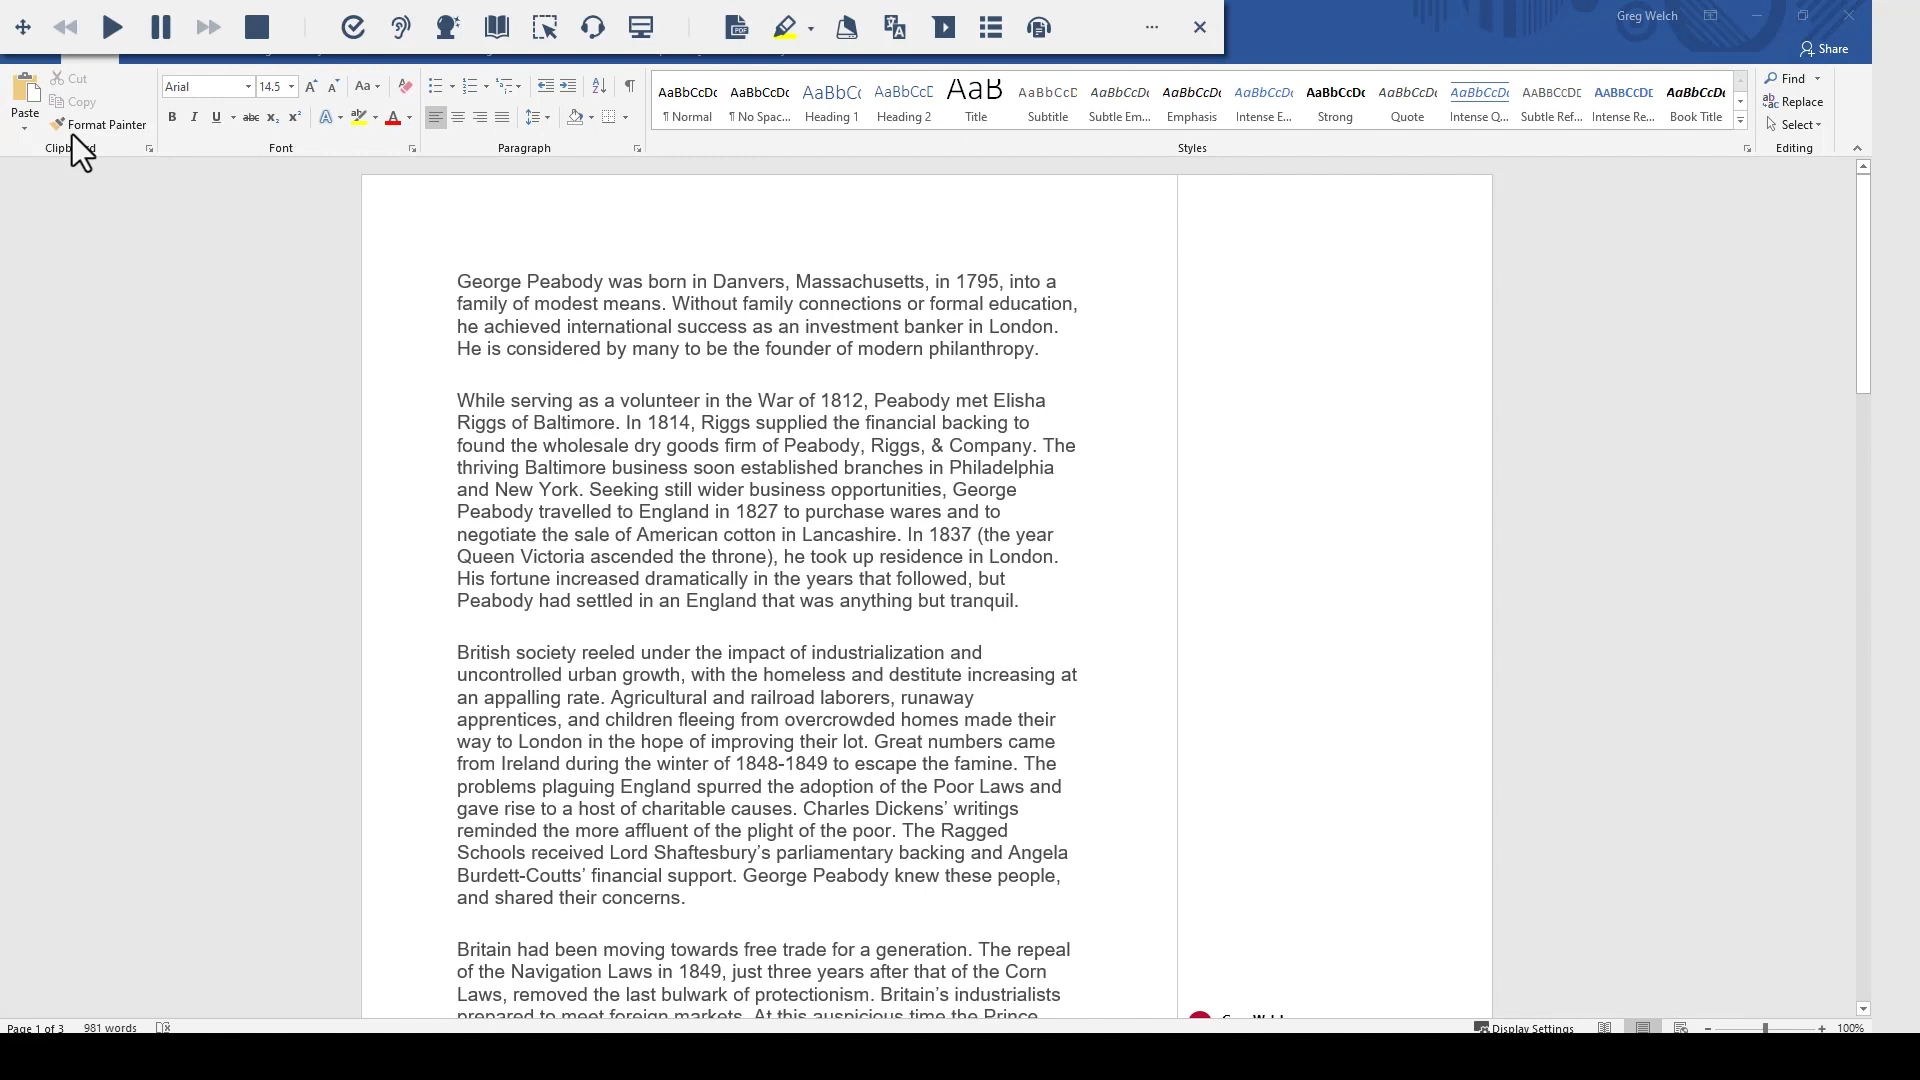 Greg Welch
Share
Cut
Copy
Paste
Format Painter
Clipboard
Arial
14.5
Aa
Font
Paragraph
AaBbCcDc AaBbCcDc AaBbCc AaBbCcE AaB AaBbCcD AaBbCcDc AaBbCcDc AaBbCcDc AaBbCcDc AaBbCcDc AaBbCcDc AABBCCDE AABBCCDE AaBbCcDc
¶ Normal ¶ No Spac... Heading 1 Heading 2 Title Subtitle Subtle Em... Emphasis Intense E... Strong Quote Intense Q... Subtle Ref... Intense Re... Book Title
Styles
Find
Replace
Select
Editing
George Peabody was born in Danvers, Massachusetts, in 1795, into a
family of modest means. Without family connections or formal education,
he achieved international success as an investment banker in London.
He is considered by many to be the founder of modern philanthropy.
While serving as a volunteer in the War of 1812, Peabody met Elisha
Riggs of Baltimore. In 1814, Riggs supplied the financial backing to
found the wholesale dry goods firm of Peabody, Riggs, & Company. The
thriving Baltimore business soon established branches in Philadelphia
and New York. Seeking still wider business opportunities, George
Peabody travelled to England in 1827 to purchase wares and to
negotiate the sale of American cotton in Lancashire. In 1837 (the year
Queen Victoria ascended the throne), he took up residence in London.
His fortune increased dramatically in the years that followed, but
Peabody had settled in an England that was anything but tranquil.
British society reeled under the impact of industrialization and
uncontrolled urban growth, with the homeless and destitute increasing at
an appalling rate. Agricultural and railroad laborers, runaway
apprentices, and children fleeing from overcrowded homes made their
way to London in the hope of improving their lot. Great numbers came
from Ireland during the winter of 1848-1849 to escape the famine. The
problems plaguing England spurred the adoption of the Poor Laws and
gave rise to a host of charitable causes. Charles Dickens’ writings
reminded the more affluent of the plight of the poor. The Ragged
Schools received Lord Shaftesbury’s parliamentary backing and Angela
Burdett-Coutts’ financial support. George Peabody knew these people,
and shared their concerns.
Britain had been moving towards free trade for a generation. The repeal
of the Navigation Laws in 1849, just three years after that of the Corn
Laws, removed the last bulwark of protectionism. Britain’s industrialists
prepared to meet foreign markets. At this auspicious time the Prince
Page 1 of 3 981 words
Display Settings
100%